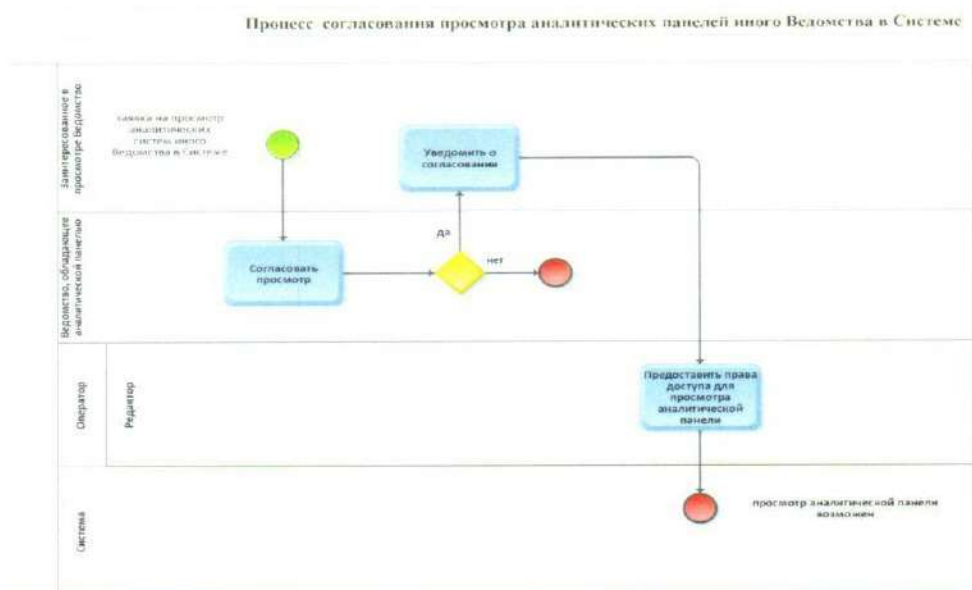 Процесс согласования просмотра аналитических панелей иного Ведомства в Системе
Заинтересованное в
просмотре Ведомство
заявка на просмотр
аналитических
систем иного
Ведомства в Системе
Уведомить о
согласовании
Ведомство, обладающее
аналитической панелью
Согласовать
просмотр
да
нет
Оператор
Редактор
Предоставить права
доступа для
просмотра
аналитической
панели
Система
просмотр аналитической панели
возможен